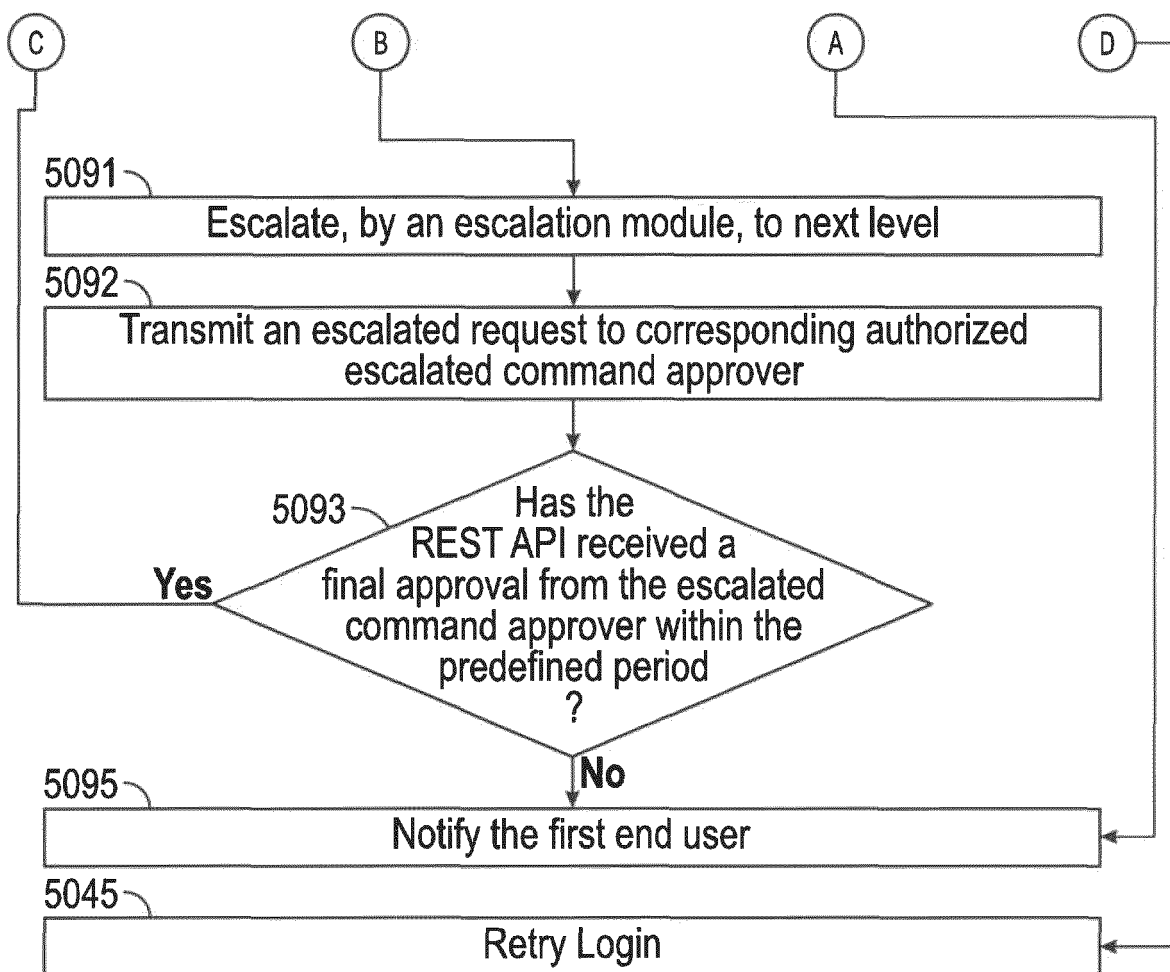 C
B
A
D
5091
Escalate, by an escalation module, to next level
5092
Transmit an escalated request to corresponding authorized
escalated command approver
5093
Has the
REST API received a
final approval from the escalated
command approver within the
predefined period
?
Yes
No
5095
Notify the first end user
5045
Retry Login